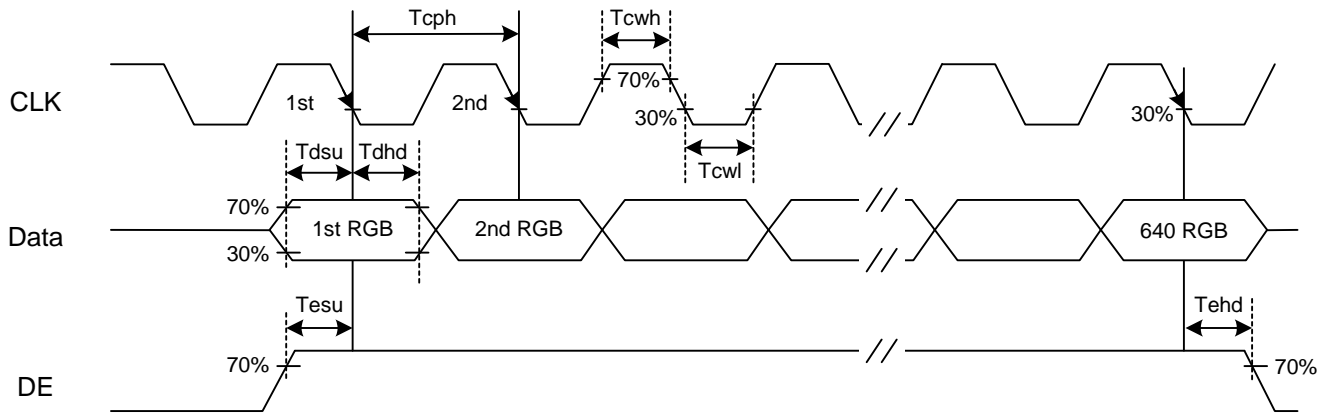 Tcph
Tcwh
CLK
1st
2nd
70%
30%
30%
Tcwl
Tdsu
Tdhd
Data
70%
30%
1st RGB
2nd RGB
640 RGB
Tesu
Tehd
DE
70%
70%